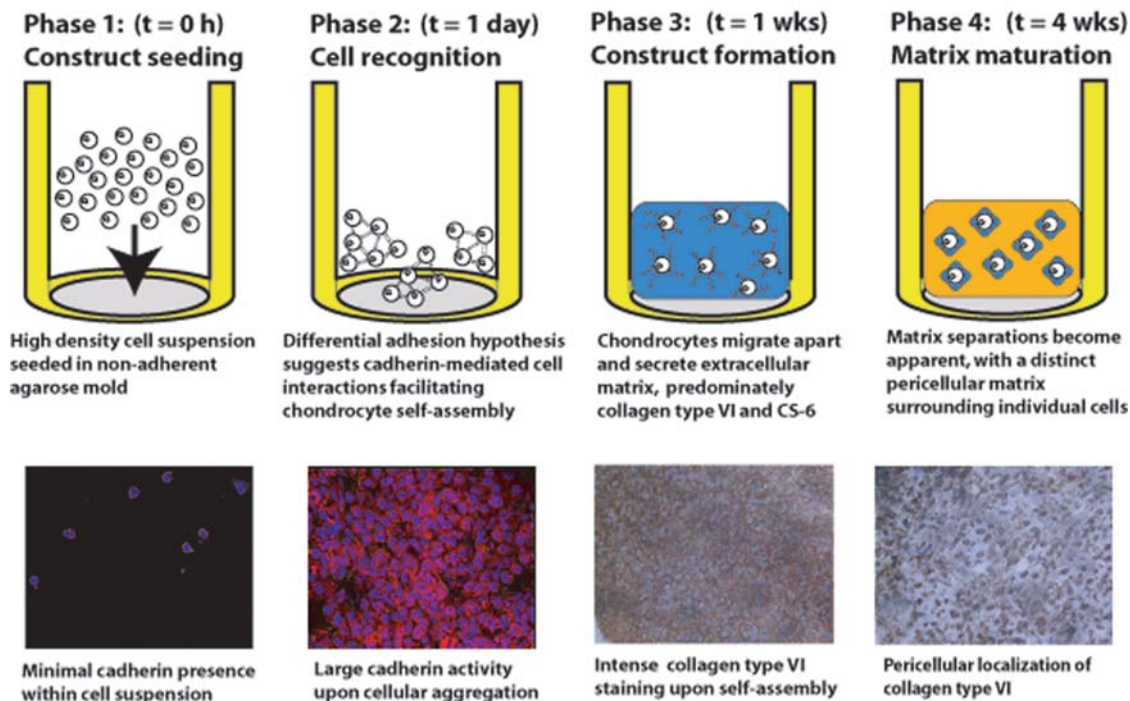 Phase 1: (t = 0 h)
Construct seeding
Phase 2: (t = 1 day)
Cell recognition
Phase 3: (t = 1 wks)
Construct formation
Phase 4: (t = 4 wks)
Matrix maturation
High density cell suspension
seeded in non-adherent
agarose mold
Differential adhesion hypothesis
suggests cadherin-mediated cell
interactions facilitating
chondrocyte self-assembly
Chondrocytes migrate apart
and secrete extracellular
matrix, predominately
collagen type VI and CS-6
Matrix separations become
apparent, with a distinct
pericellular matrix
surrounding individual cells
Minimal cadherin presence
within cell suspension
Large cadherin activity
upon cellular aggregation
Intense collagen type VI
staining upon self-assembly
Pericellular localization of
collagen type VI